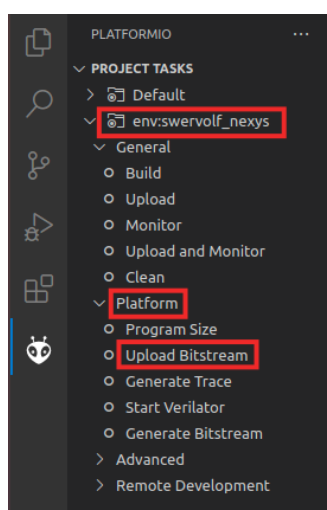 PLATFORMIO ...
PROJECT TASKS
Default
env:swervolf_nexys
General
Build
Upload
Monitor
Upload and Monitor
Clean
Platform
Program Size
Upload Bitstream
Generate Trace
Start Verilator
Generate Bitstream
Advanced
Remote Development